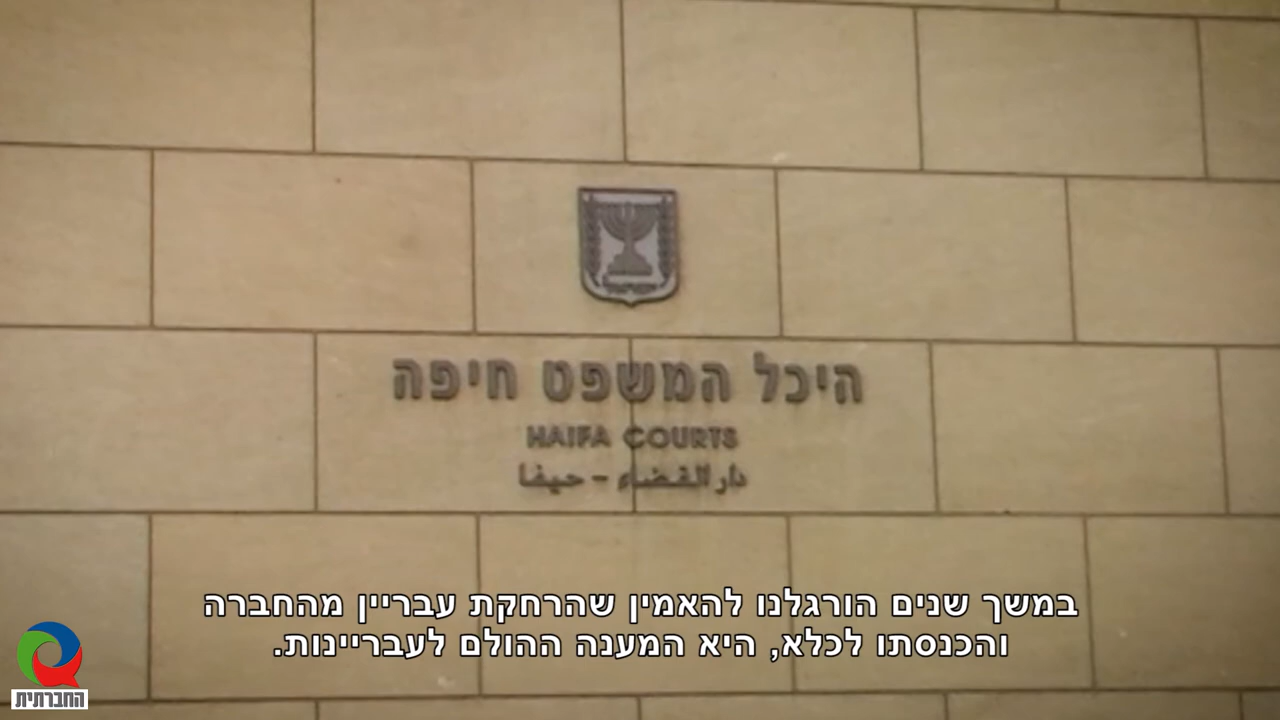 ישראל
היכל המשפט חיפה
HAIFA COURTS
دار القضاء - حيفا
במשך שנים הורגלנו להאמין שהרחקת עבריין מהחברה
והכנסתו לכלא, היא המענה ההולם לעבריינות.
החברתית